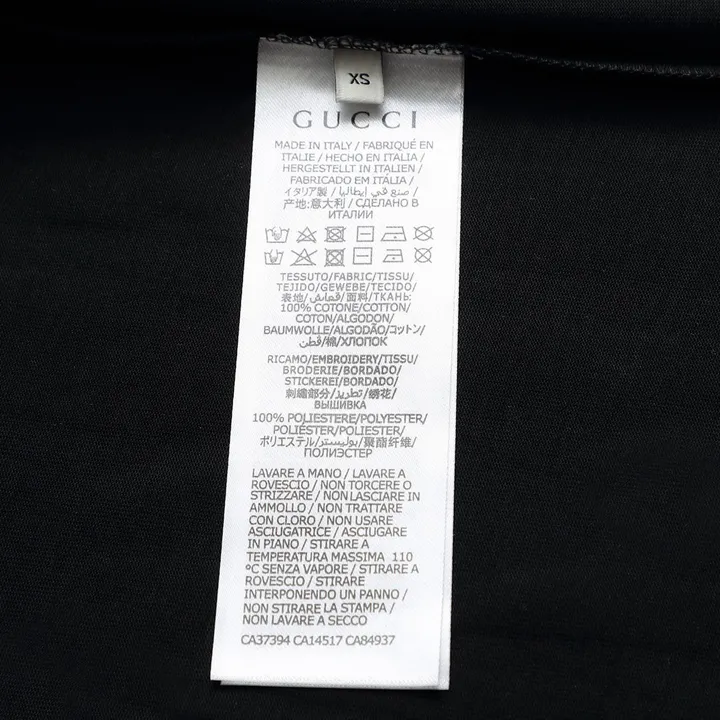 XS
GUCCI
MADE IN ITALY / FABRIQUÉ EN
ITALIE / HECHO EN ITALIA /
HERGESTELLT IN ITALIEN /
FABRICADO EM ITÁLIA /
イタリア製 / صنع في إيطاليا /
产地:意大利 / СДЕЛАНО В
ИТАЛИИ
TESSUTO/FABRIC/TISSU/
TEJIDO/GEWEBE/TECIDO/
表地/قماش/面料/ТКАНЬ:
100% COTONE/COTTON/
COTON/ALGODON/
BAUMWOLLE/ALGODÃO/コットン/
قطن/棉/ХЛОПОК
RICAMO/EMBROIDERY/TISSU/
BRODERIE/BORDADO/
STICKEREI/BORDADO/
刺繍部分/تطريز/绣花/
ВЫШИВКА
100% POLIESTERE/POLYESTER/
POLIÉSTER/POLIESTER/
ポリエステル/بوليستر/聚酯纤维/
ПОЛИЭСТЕР
LAVARE A MANO / LAVARE A
ROVESCIO / NON TORCERE O
STRIZZARE / NON LASCIARE IN
AMMOLLO / NON TRATTARE
CON CLORO / NON USARE
ASCIUGATRICE / ASCIUGARE
IN PIANO / STIRARE A
TEMPERATURA MASSIMA 110
°C SENZA VAPORE / STIRARE A
ROVESCIO / STIRARE
INTERPONENDO UN PANNO /
NON STIRARE LA STAMPA /
NON LAVARE A SECCO
CA37394 CA14517 CA84937